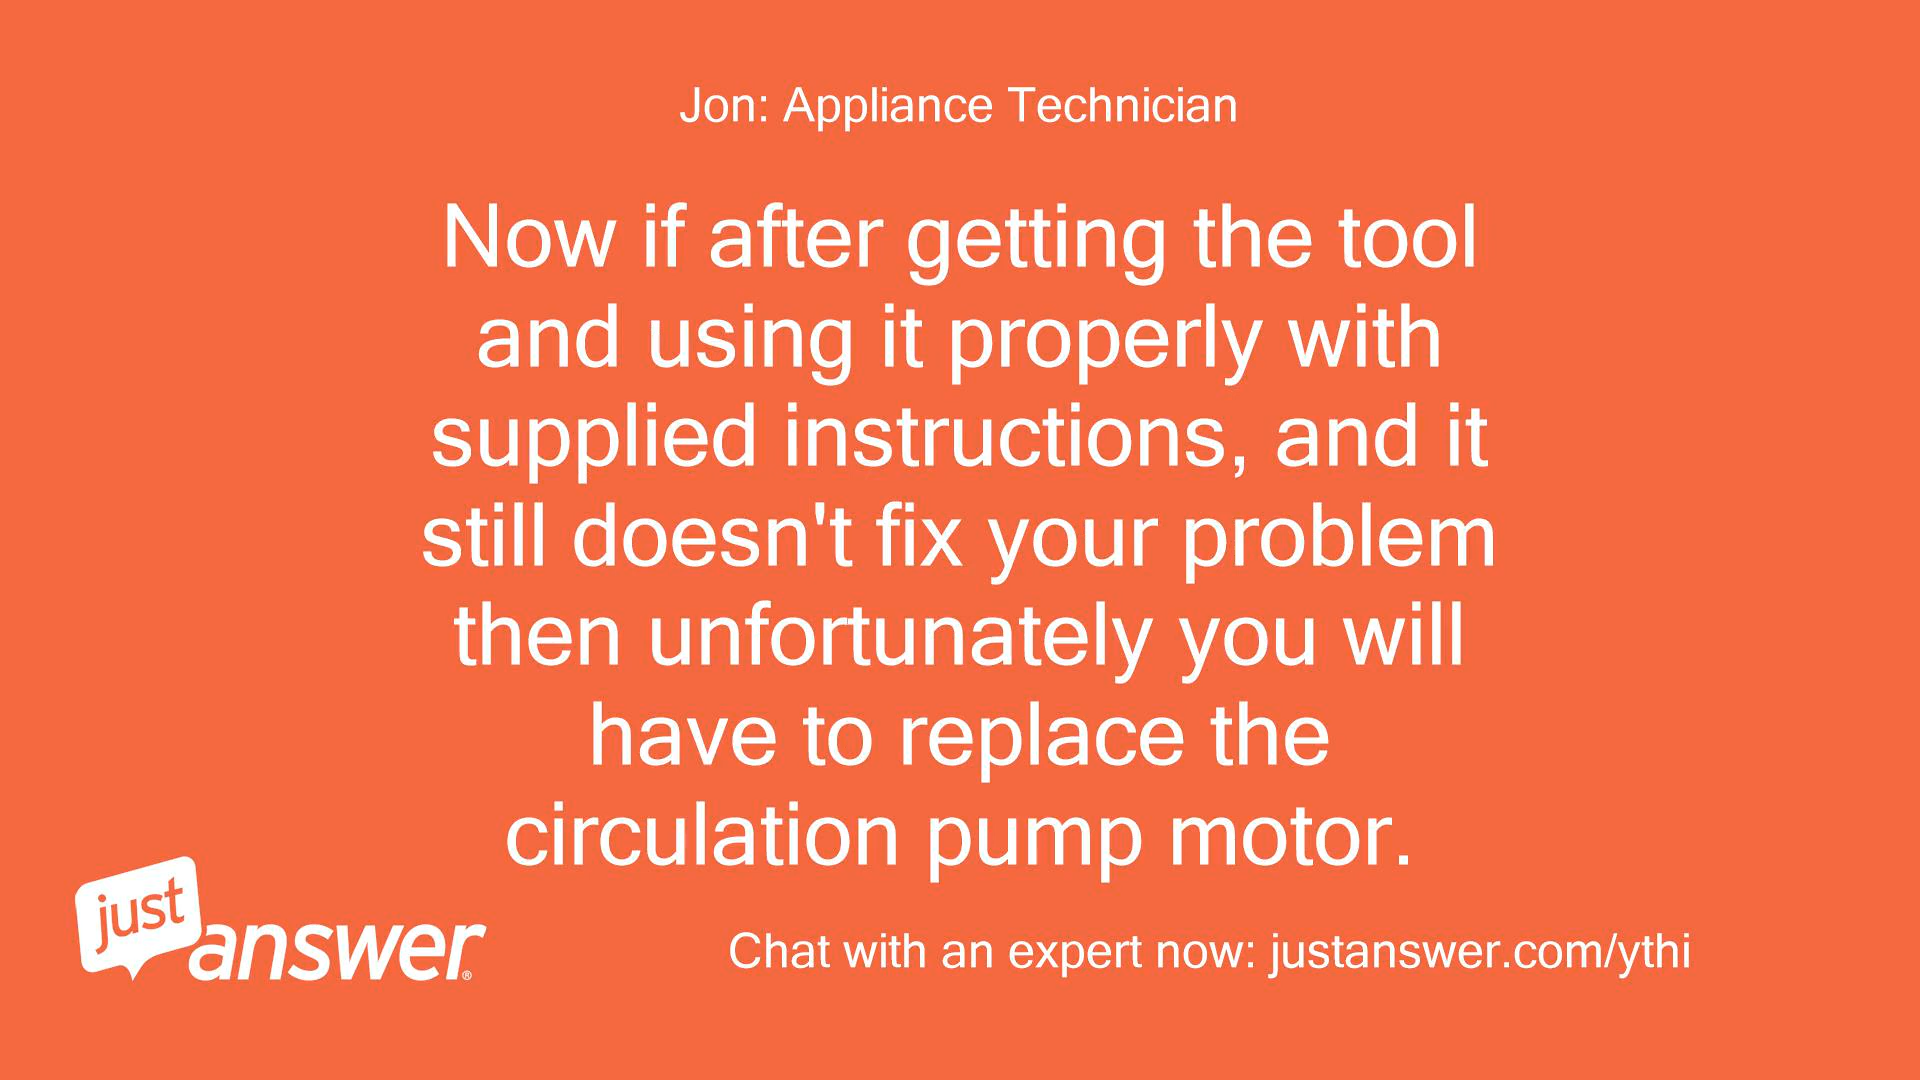 Jon: Appliance Technician
Now if after getting the tool
and using it properly with
supplied instructions, and it
still doesn't fix your problem
then unfortunately you will
have to replace the
circulation pump motor.
just
answer®
Chat with an expert now: justanswer.com/ythi